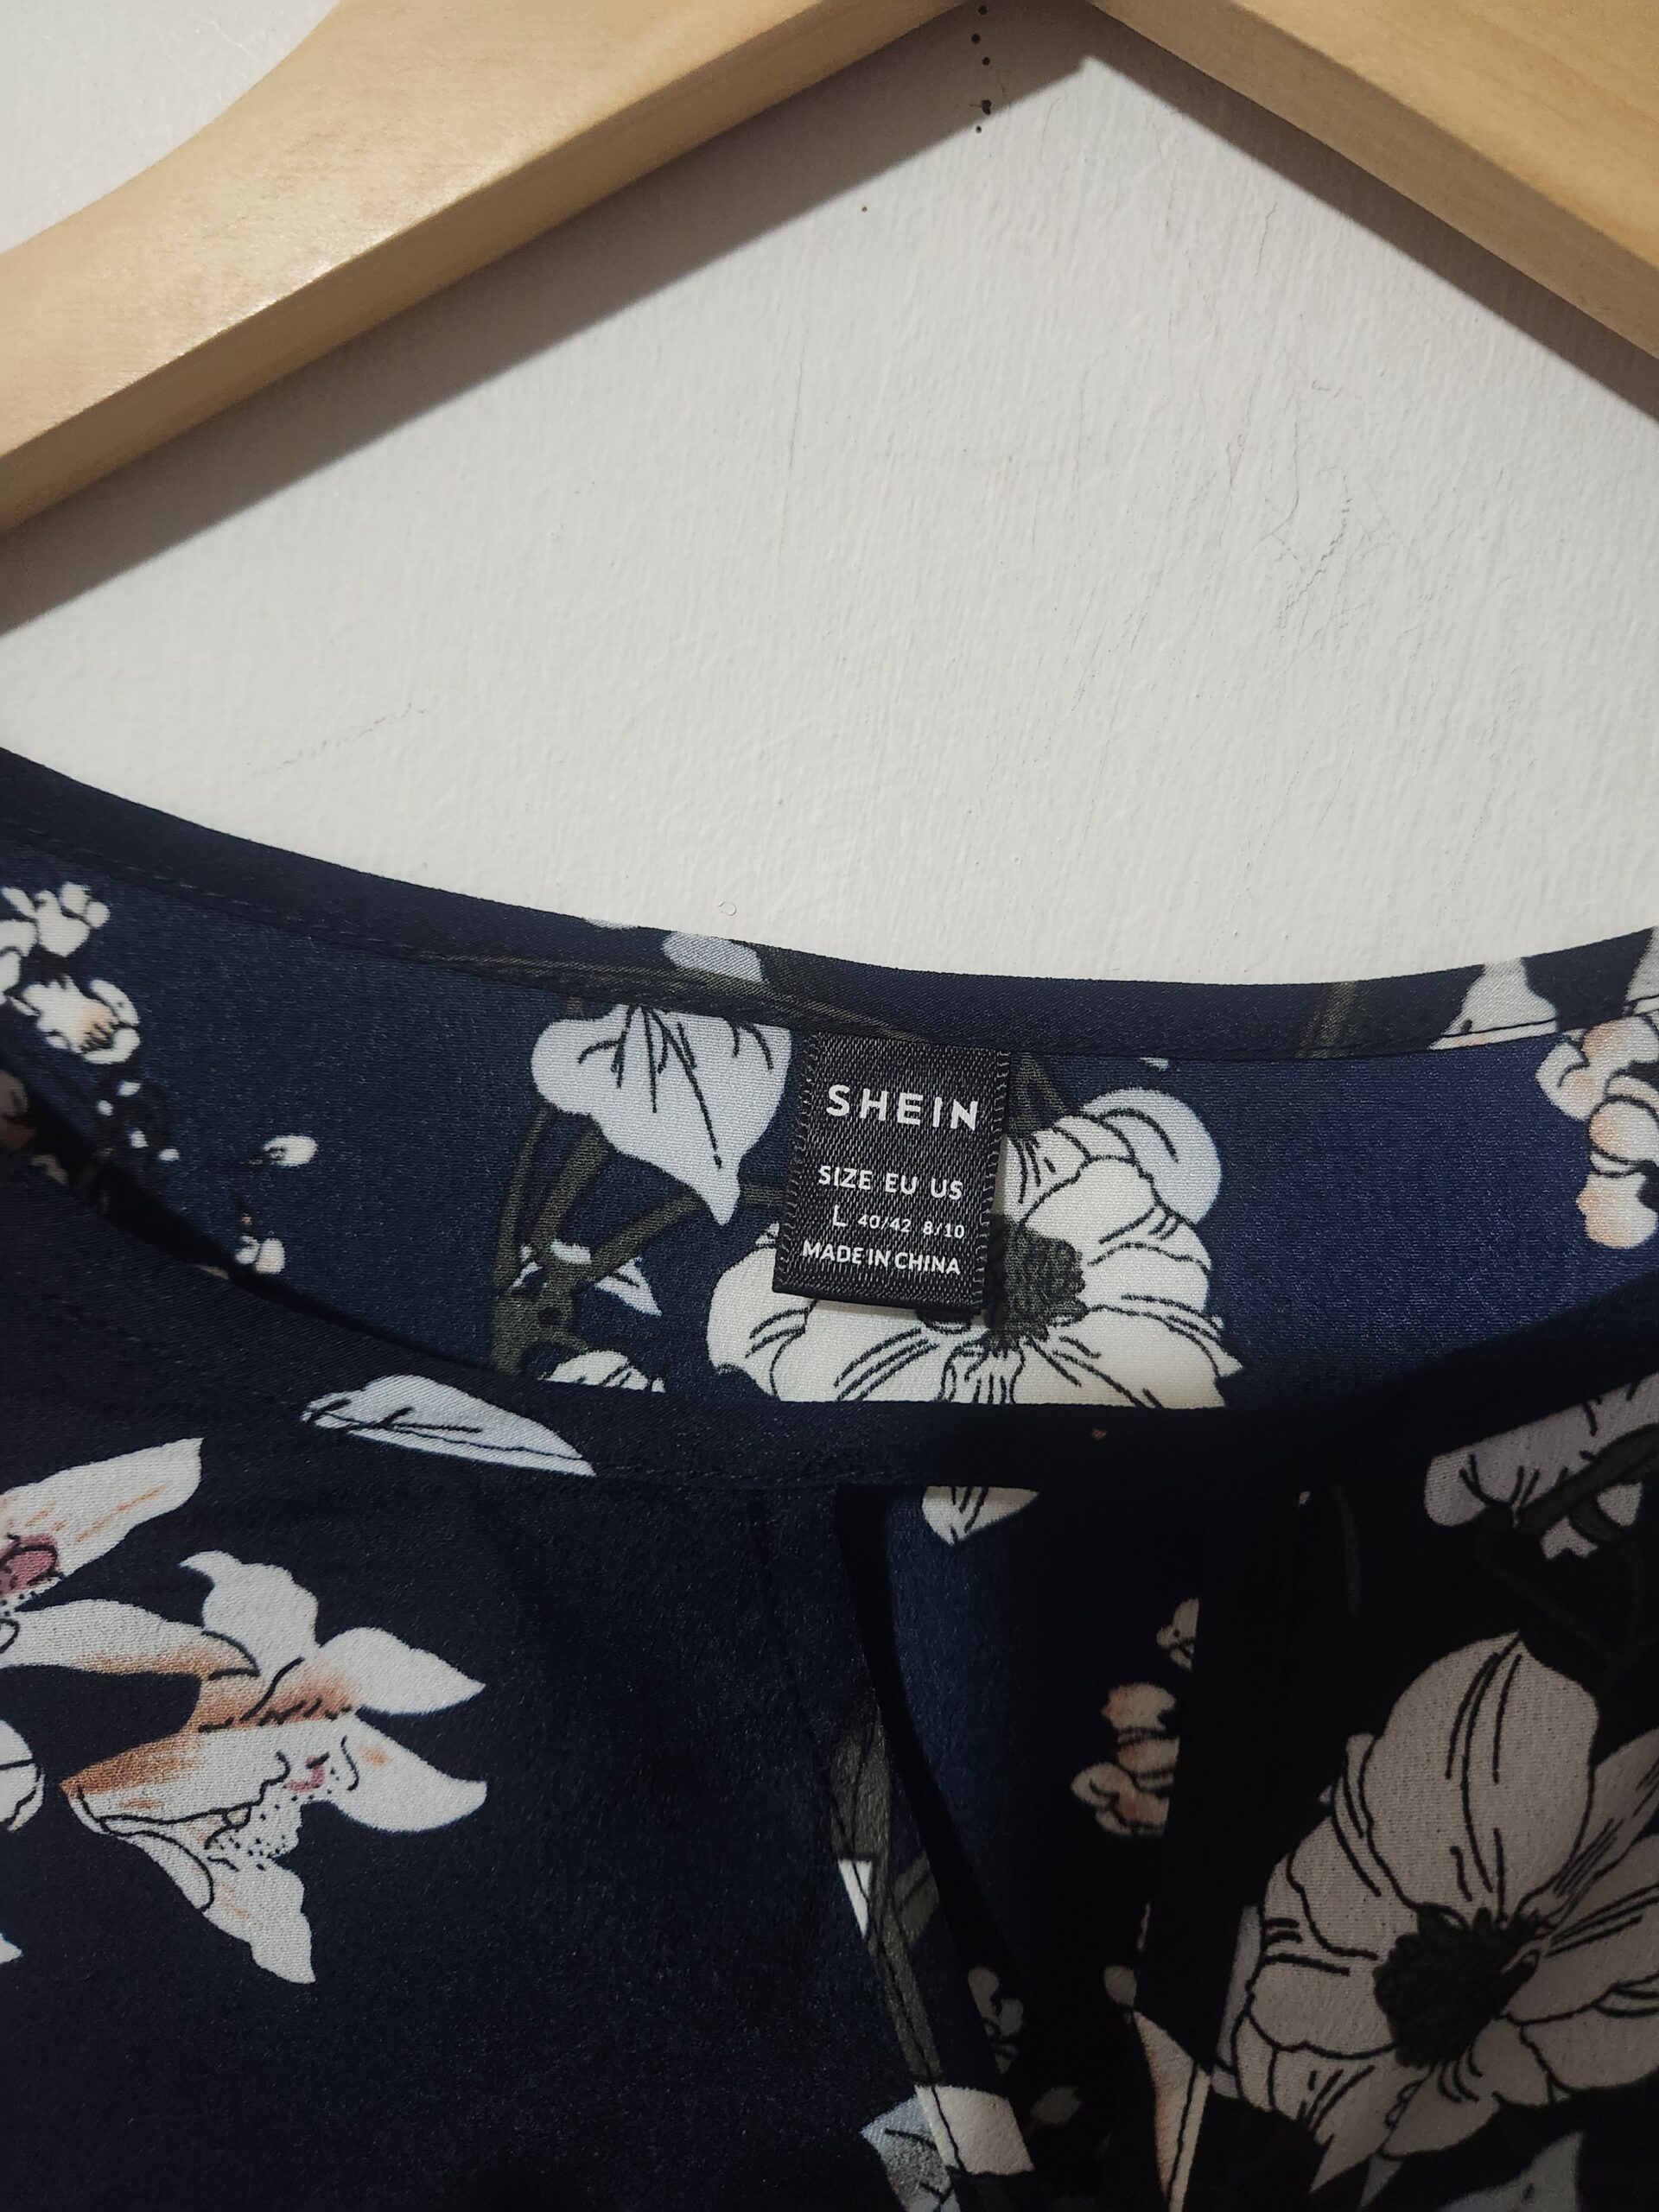 SHEIN
SIZE EU US
L 40/42 8/10
MADE IN CHINA